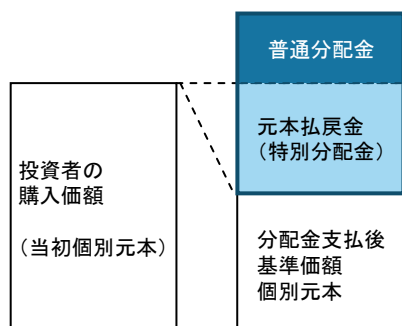 普通分配金
元本払戻金
（特別分配金）
投資者の
購入価額
（当初個別元本）
分配金支払後
基準価額
個別元本